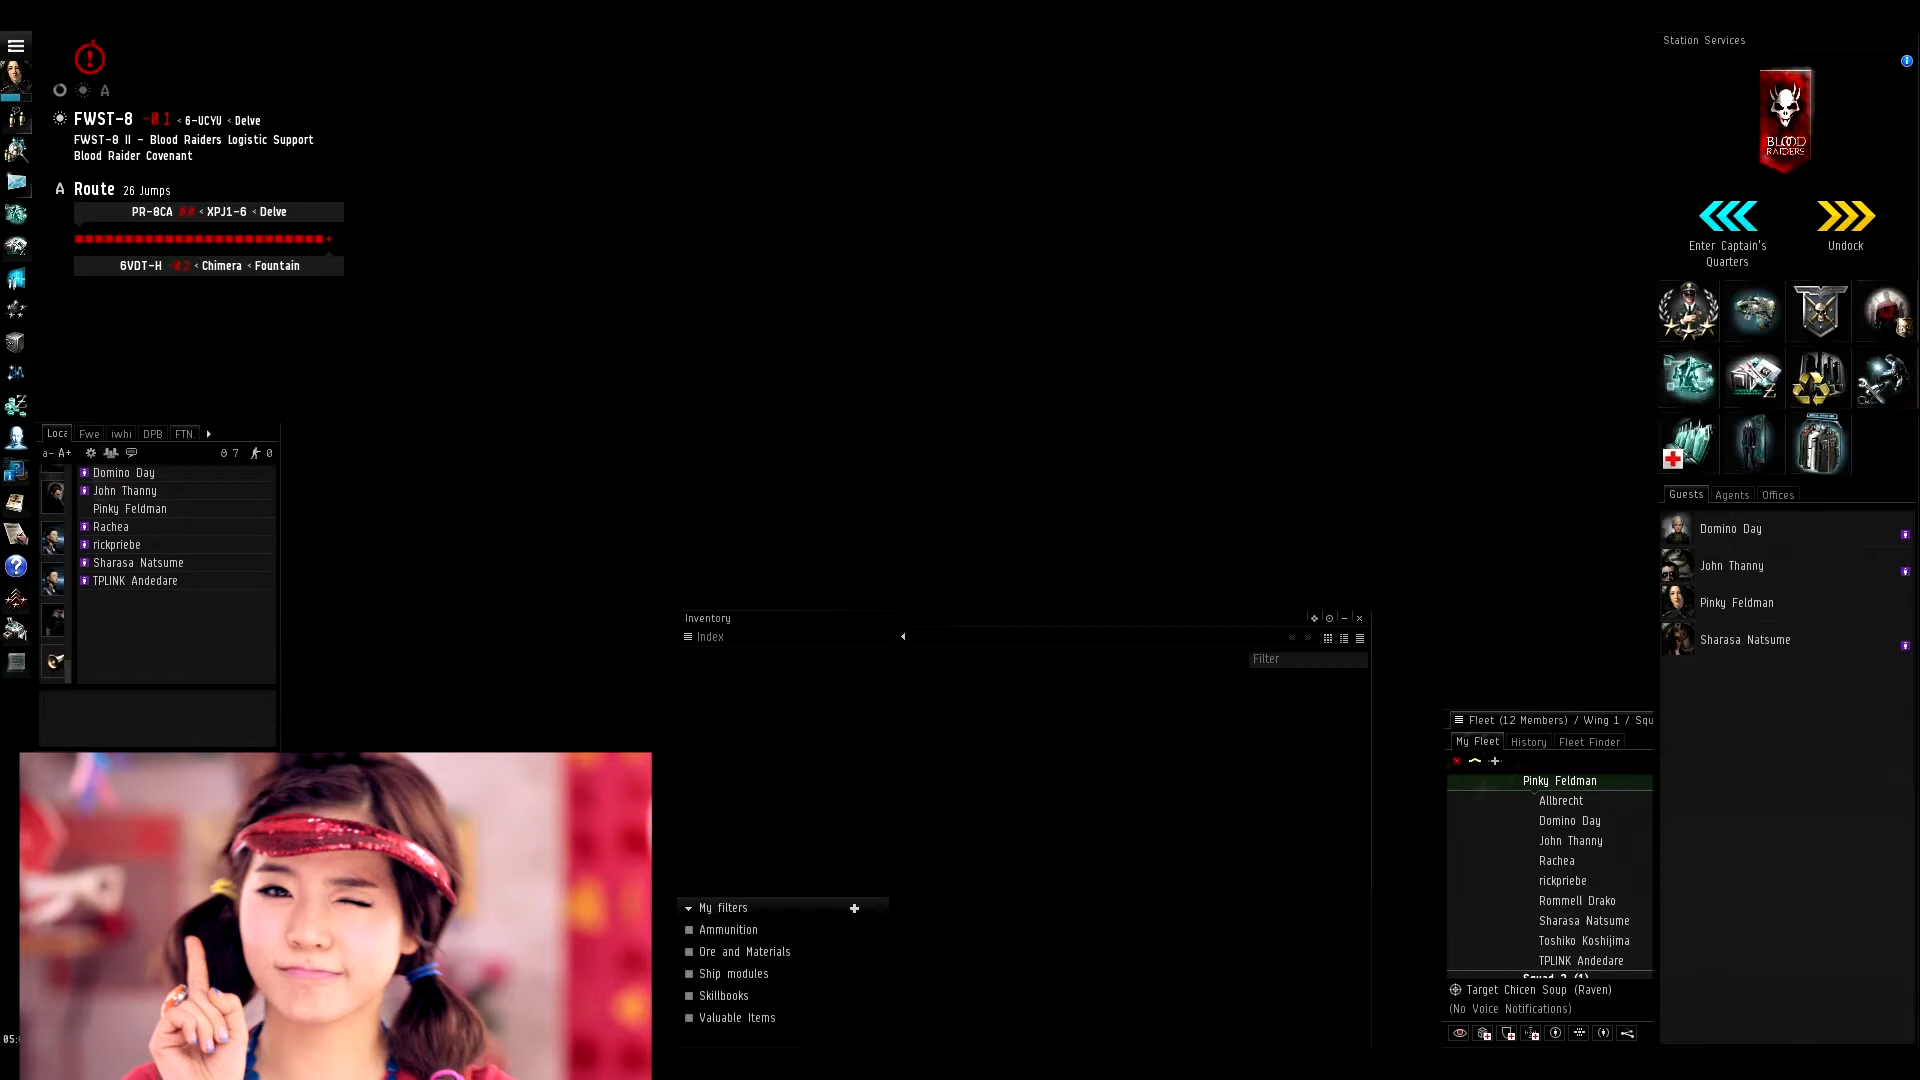 FWST-8 -0.1 < 6-UCYU < Delve
FWST-8 II - Blood Raiders Logistic Support
Blood Raider Covenant
A Route 26 Jumps
PR-8CA 0.0 < XPJ1-6 < Delve
6VDT-H < Chimera < Fountain
Loca Fwe iwhi DPB FTN.
a- A+ 7 0
Domino Day
John Thanny
Pinky Feldman
Rachea
rickpriebe
Sharasa Natsume
TPLINK Andedare
05:
Inventory
Index
Filter
My filters
Ammunition
Ore and Materials
Ship modules
Skillbooks
Valuable Items
Fleet (12 Members) / Wing 1 / Squ
My Fleet History Fleet Finder
Pinky Feldman
Allbrecht
Domino Day
John Thanny
Rachea
rickpriebe
Rommell Drako
Sharasa Natsume
Toshiko Koshijima
TPLINK Andedare
Target Chicen Soup (Raven)
(No Voice Notifications)
Station Services
BLOOD
RAIDERS
Enter Captain's
Quarters
Undock
Guests Agents Offices
Domino Day
John Thanny
Pinky Feldman
Sharasa Natsume